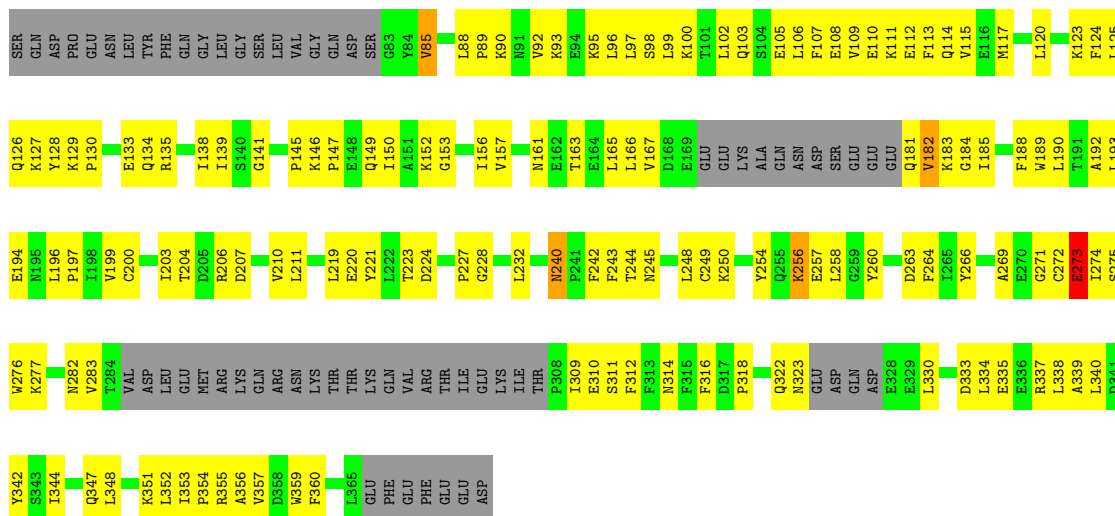 SER GLN ASP PRO GLU ASN LEU TYR PHE GLN GLY LEU GLY SER LEU VAL GLY GLN ASP SER G83 Y84 V85 L88 P89 K90 N91 V92 K93 E94 K95 L96 L97 S98 L99 K100 T101 L102 Q103 S104 E105 L106 F107 E108 V109 E110 K111 E112 F113 Q114 V115 E116 M117 L120 K123 F124 L125
Q126 K127 Y128 K129 P130 E133 Q134 R135 I138 I139 S140 G141 P145 K146 P147 E148 Q149 I150 A151 K152 G153 I156 V157 N161 E162 T163 E164 L165 L166 V167 D168 E169 GLU GLU LYS ALA GLN ASN ASP SER GLU GLU GLU Q181 V182 K183 G184 I185 F188 W189 L190 T191 A192 L193
E194 N195 L196 P197 I198 V199 C200 I203 T204 D205 R206 D207 V210 L211 L219 E220 Y221 L222 T223 D224 P227 G228 L232 N240 P241 F242 F243 T244 N245 L248 C249 K250 Y254 Q255 K256 E257 L258 G259 Y260 D263 F264 I265 Y266 A269 E270 G271 C272 E273 I274 S275
W276 K277 N282 V283 T284 VAL ASP LEU GLU MET ARG LYS GLN ARG ASN LYS THR THR LYS GLN VAL ARG THR ILE GLU LYS ILE THR P308 I309 E310 S311 F312 F313 N314 F315 F316 D317 P318 Q322 N323 GLU ASP GLN ASP E328 E329 L330 D333 L334 E335 E336 R337 L338 A339 L340 D341
Y342 S343 I344 Q347 L348 K351 L352 I353 P354 R355 A356 V357 D358 W359 F360 L365 GLU PHE GLU PHE GLU GLU ASP